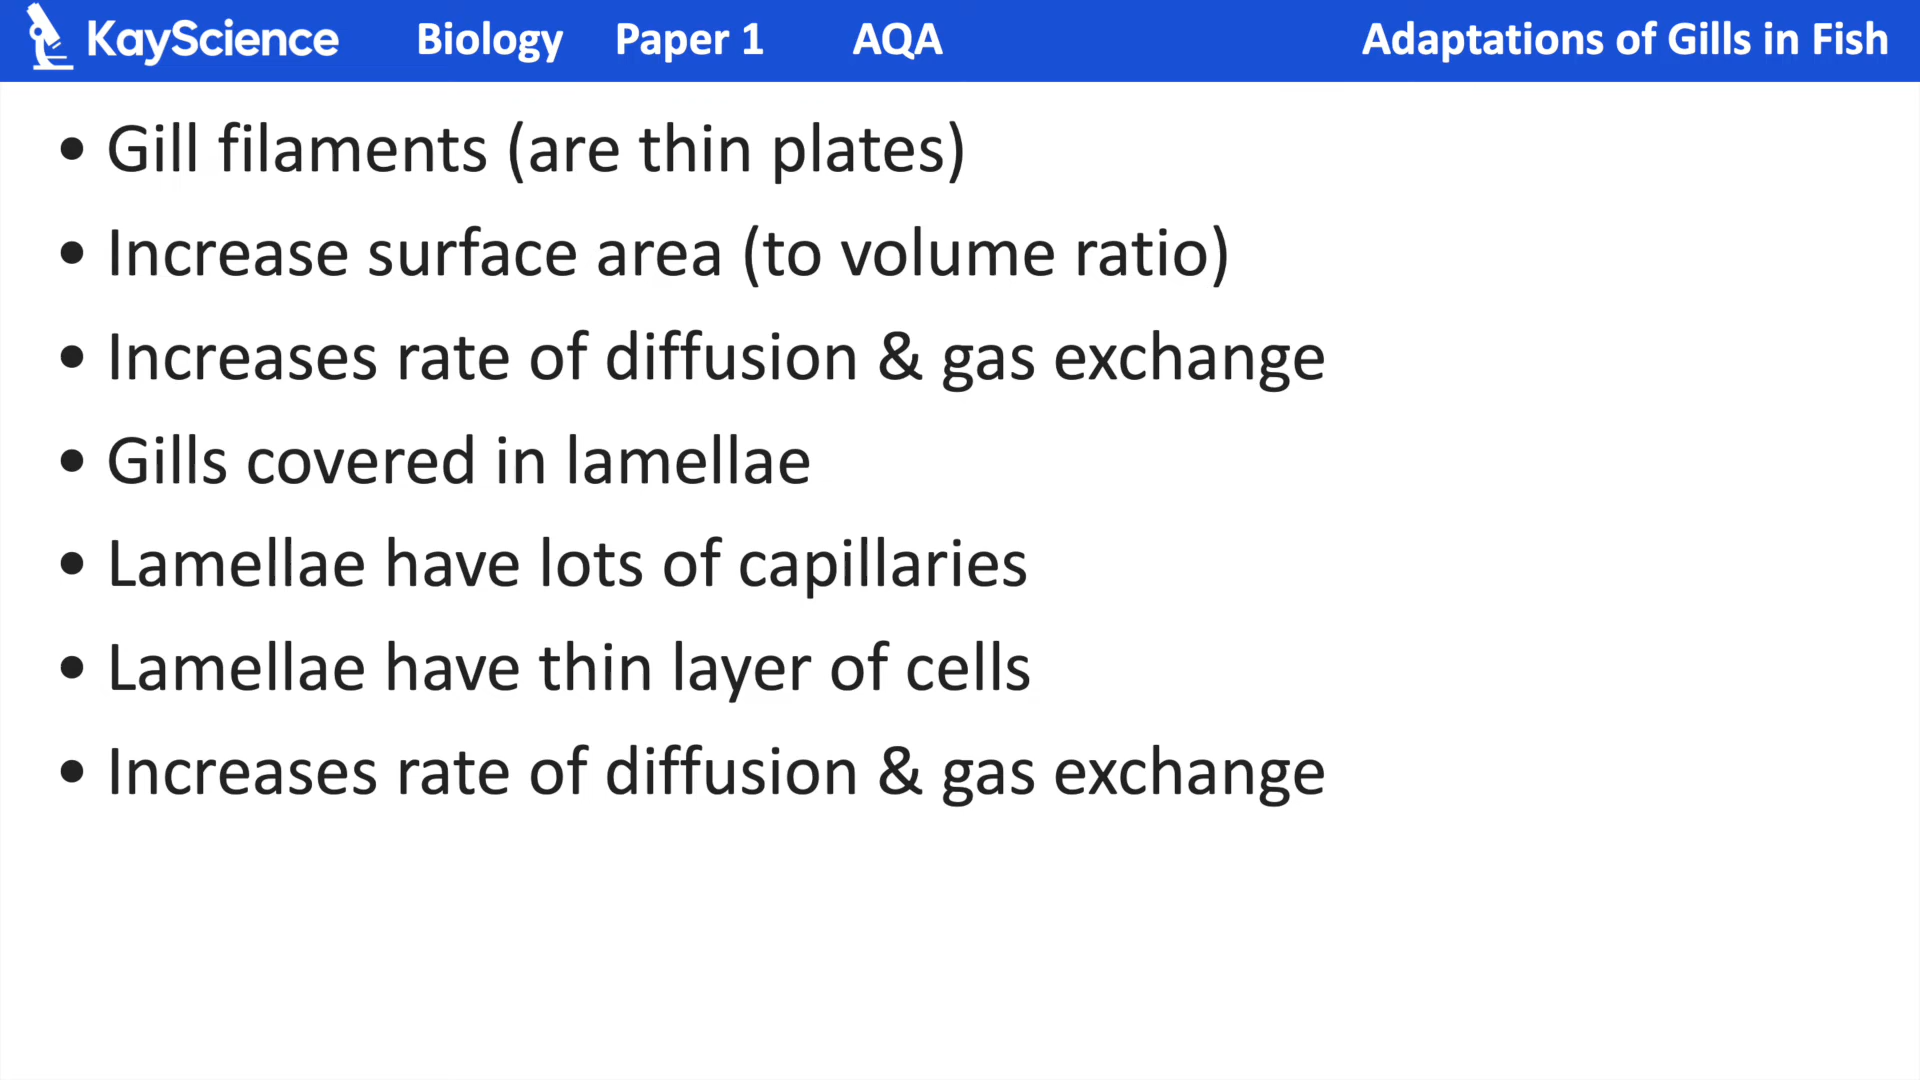 KayScience Biology Paper 1 AQA Adaptations of Gills in Fish
• Gill filaments (are thin plates)
• Increase surface area (to volume ratio)
• Increases rate of diffusion & gas exchange
• Gills covered in lamellae
• Lamellae have lots of capillaries
• Lamellae have thin layer of cells
• Increases rate of diffusion & gas exchange